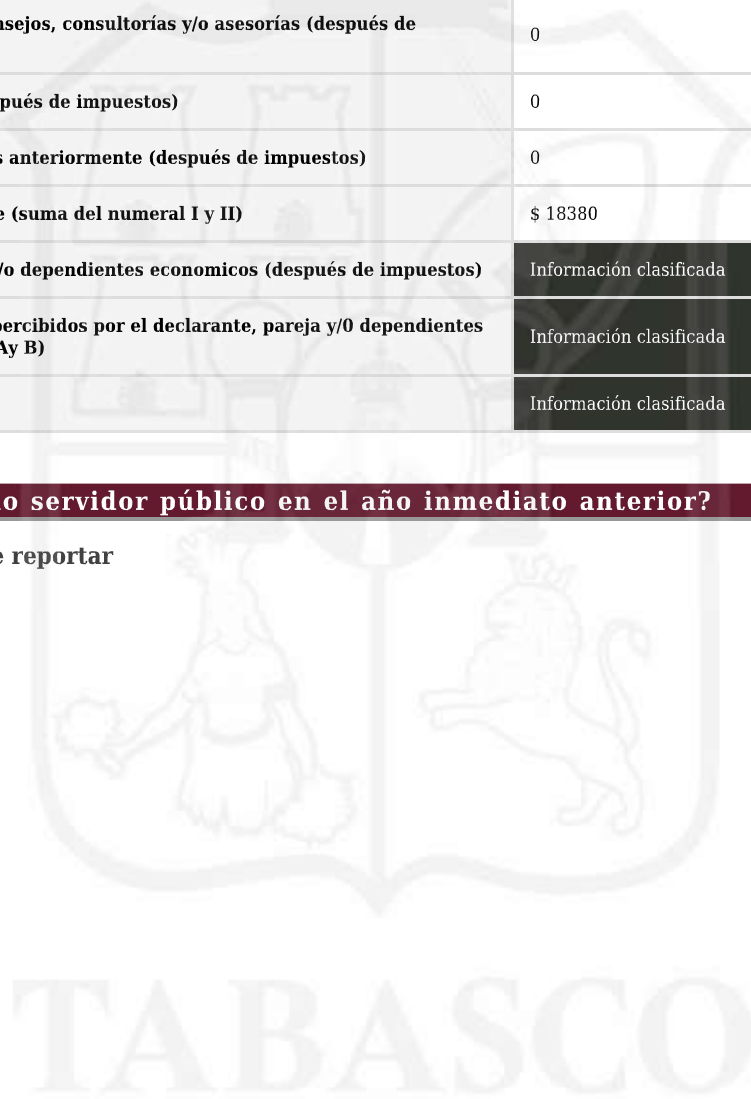 nsejos, consultorías y/o asesorías (después de
0
pués de impuestos)
0
s anteriormente (después de impuestos)
0
e (suma del numeral I y II)
$ 18380
/o dependientes economicos (después de impuestos)
Información clasificada
percibidos por el declarante, pareja y/0 dependientes
Ay B)
Información clasificada
Información clasificada
lo servidor público en el año inmediato anterior?
e reportar
TABASCO